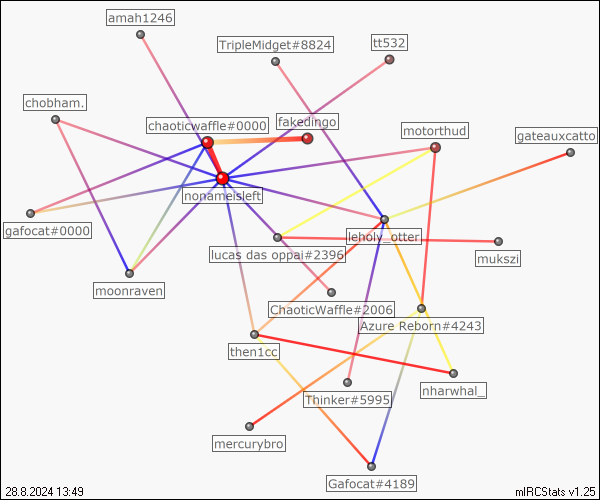 amah1246
TripleMidget#8824
tt532
chobham.
chaoticwaffle#0000
fakedingo
motorthud
gateauxcatto
nonameisleft
gafocat#0000
leholy_otter
lucas das oppai#2396
mukszi
moonraven
ChaoticWaffle#2006
Azure Reborn#4243
then1cc
nharwhal_
Thinker#5995
mercurybro
Gafocat#4189
28.8.2024 13:49
mIRCStats v1.25